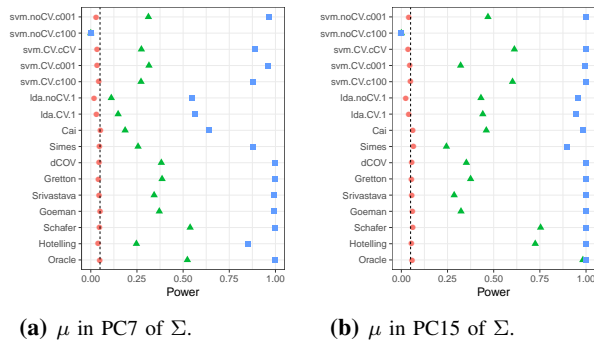 svm.noCV.c001
svm.noCV.c100
svm.CV.cCV
svm.CV.c001
svm.CV.c100
lda.noCV.1
lda.CV.1
Cai
Simes
dCOV
Gretton
Srivastava
Goeman
Schafer
Hotelling
Oracle
0.00 0.25 0.50 0.75 1.00
Power
(a) μ in PC7 of Σ.
svm.noCV.c001
svm.noCV.c100
svm.CV.cCV
svm.CV.c001
svm.CV.c100
lda.noCV.1
lda.CV.1
Cai
Simes
dCOV
Gretton
Srivastava
Goeman
Schafer
Hotelling
Oracle
0.00 0.25 0.50 0.75 1.00
Power
(b) μ in PC15 of Σ.